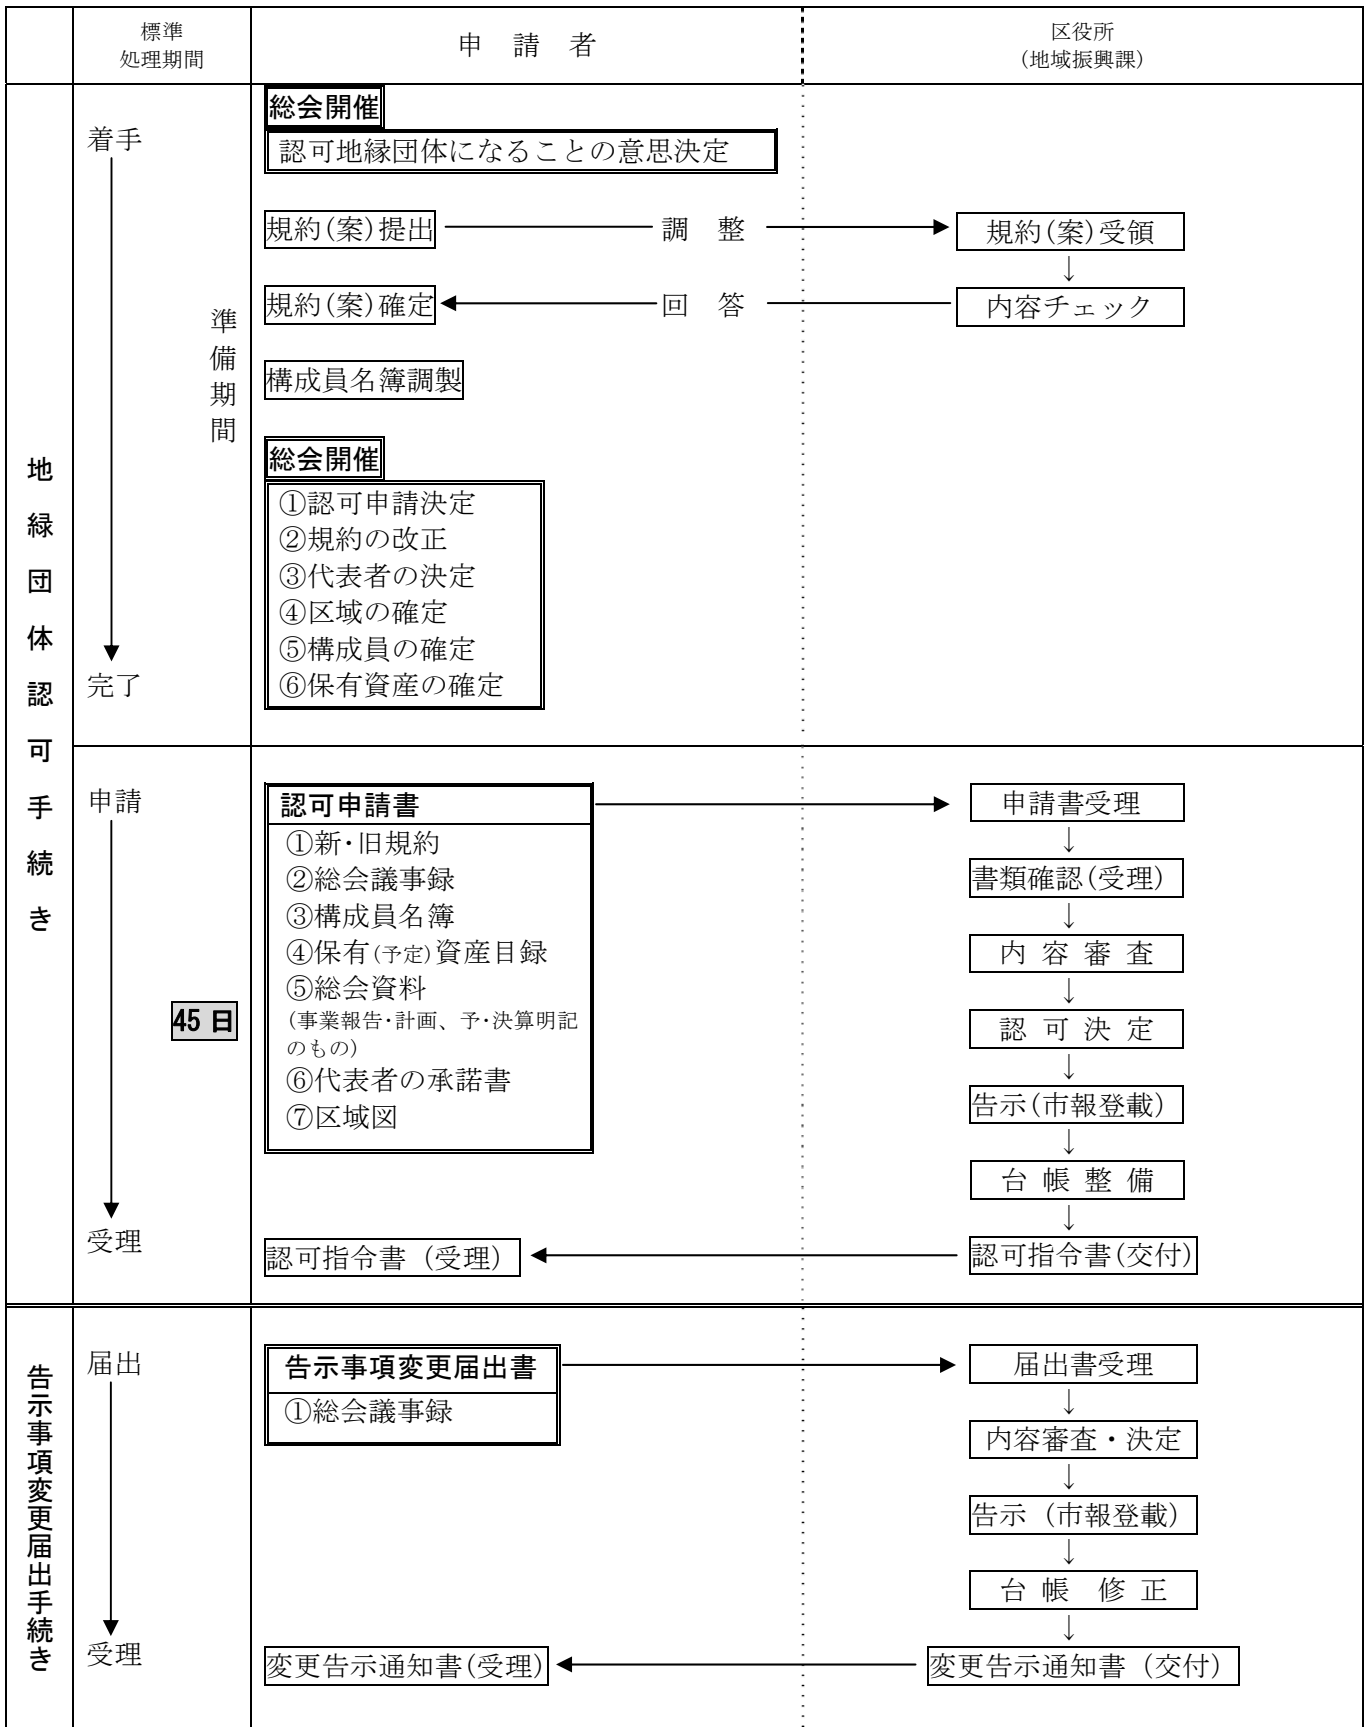 標準
処理期間
申 請 者
区役所
(地域振興課)
地縁団体認可手続き
着手
準備期間
完了
総会開催
認可地縁団体になることの意思決定
規約(案)提出
調 整
規約(案)受領
↓
規約(案)確定
回 答
内容チェック
構成員名簿調製
総会開催
①認可申請決定
②規約の改正
③代表者の決定
④区域の確定
⑤構成員の確定
⑥保有資産の確定
申請
45 日
受理
認可申請書
①新・旧規約
②総会議事録
③構成員名簿
④保有(予定)資産目録
⑤総会資料
(事業報告・計画、予・決算明記
のもの)
⑥代表者の承諾書
⑦区域図
申請書受理
↓
書類確認(受理)
↓
内 容 審 査
↓
認 可 決 定
↓
告示(市報登載)
↓
台 帳 整 備
↓
認可指令書(交付)
認可指令書(受理)
告示事項変更届出手続き
届出
受理
告示事項変更届出書
①総会議事録
届出書受理
↓
内容審査・決定
↓
告示(市報登載)
↓
台 帳 修 正
↓
変更告示通知書(交付)
変更告示通知書(受理)